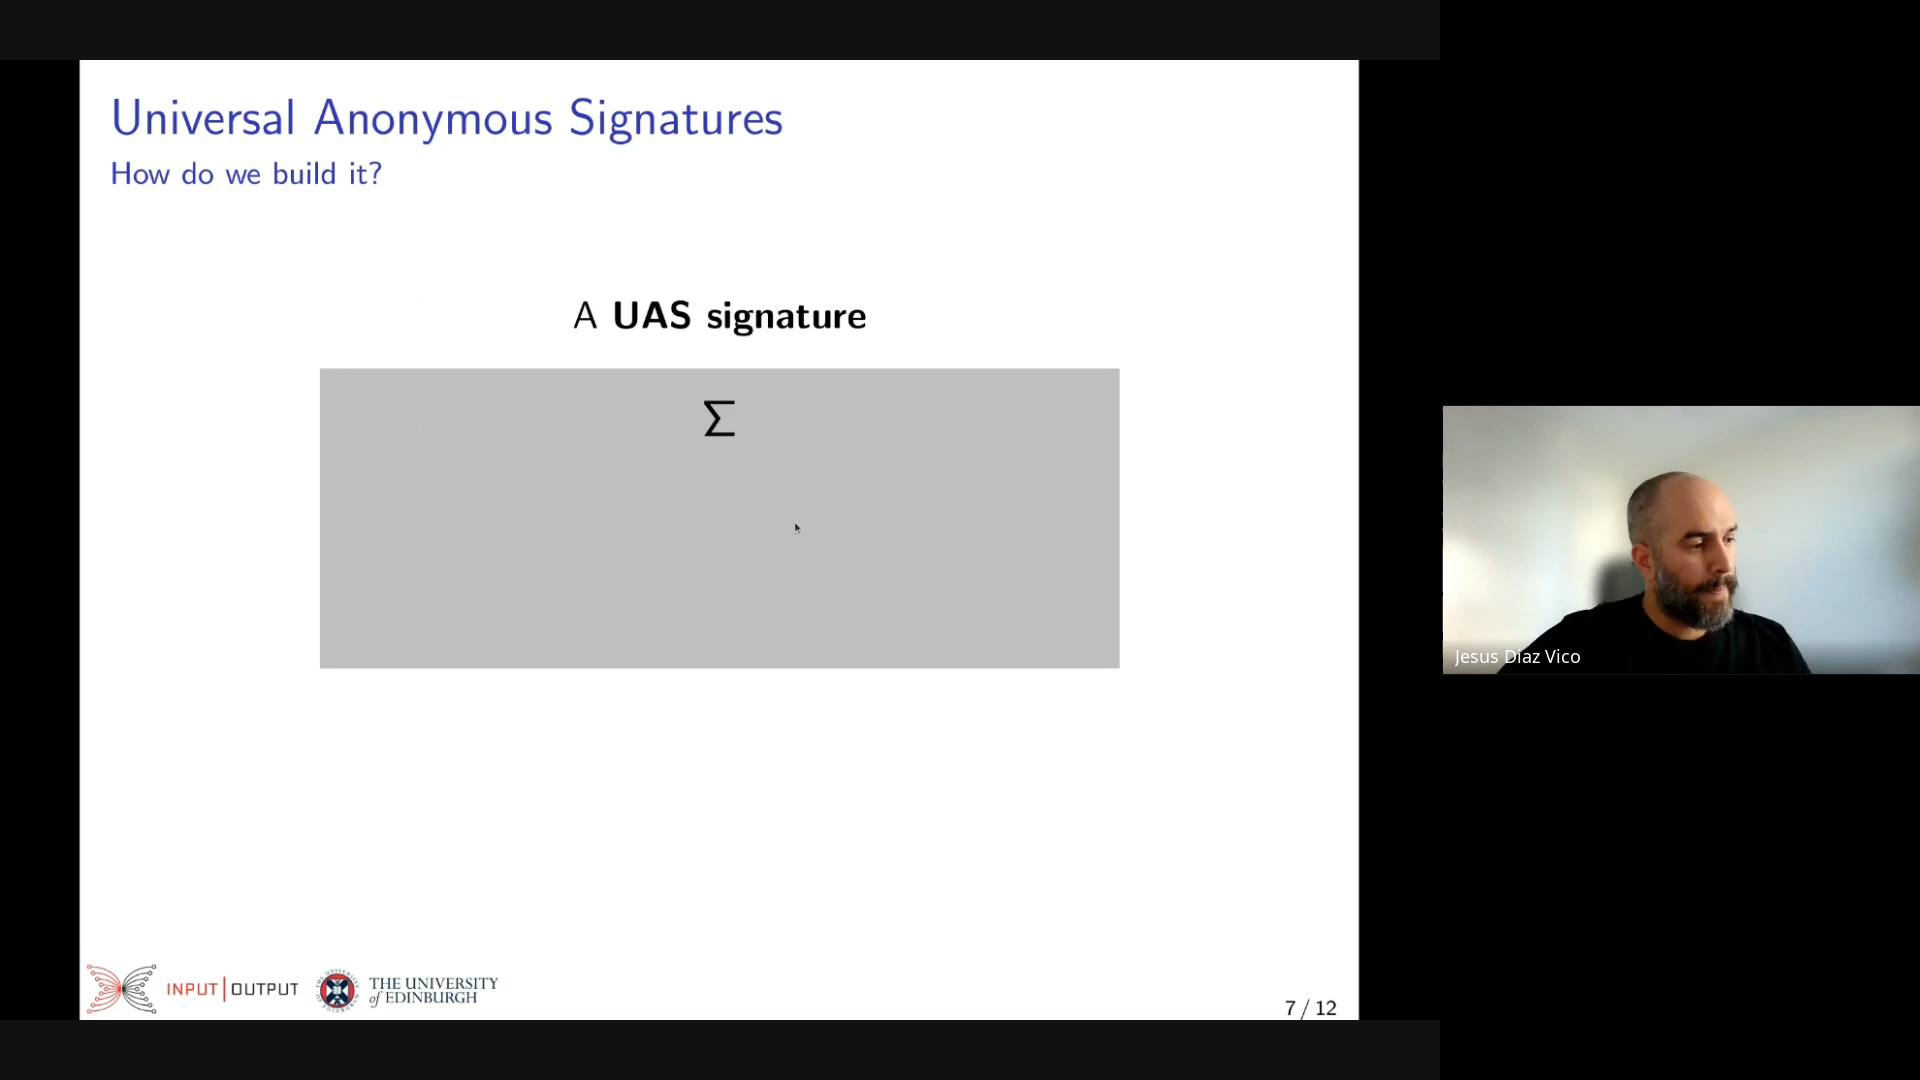 Universal Anonymous Signatures
How do we build it?
A UAS signature
Σ
INPUT|OUTPUT
THE UNIVERSITY
of EDINBURGH
7 / 12
Jesus Diaz Vico